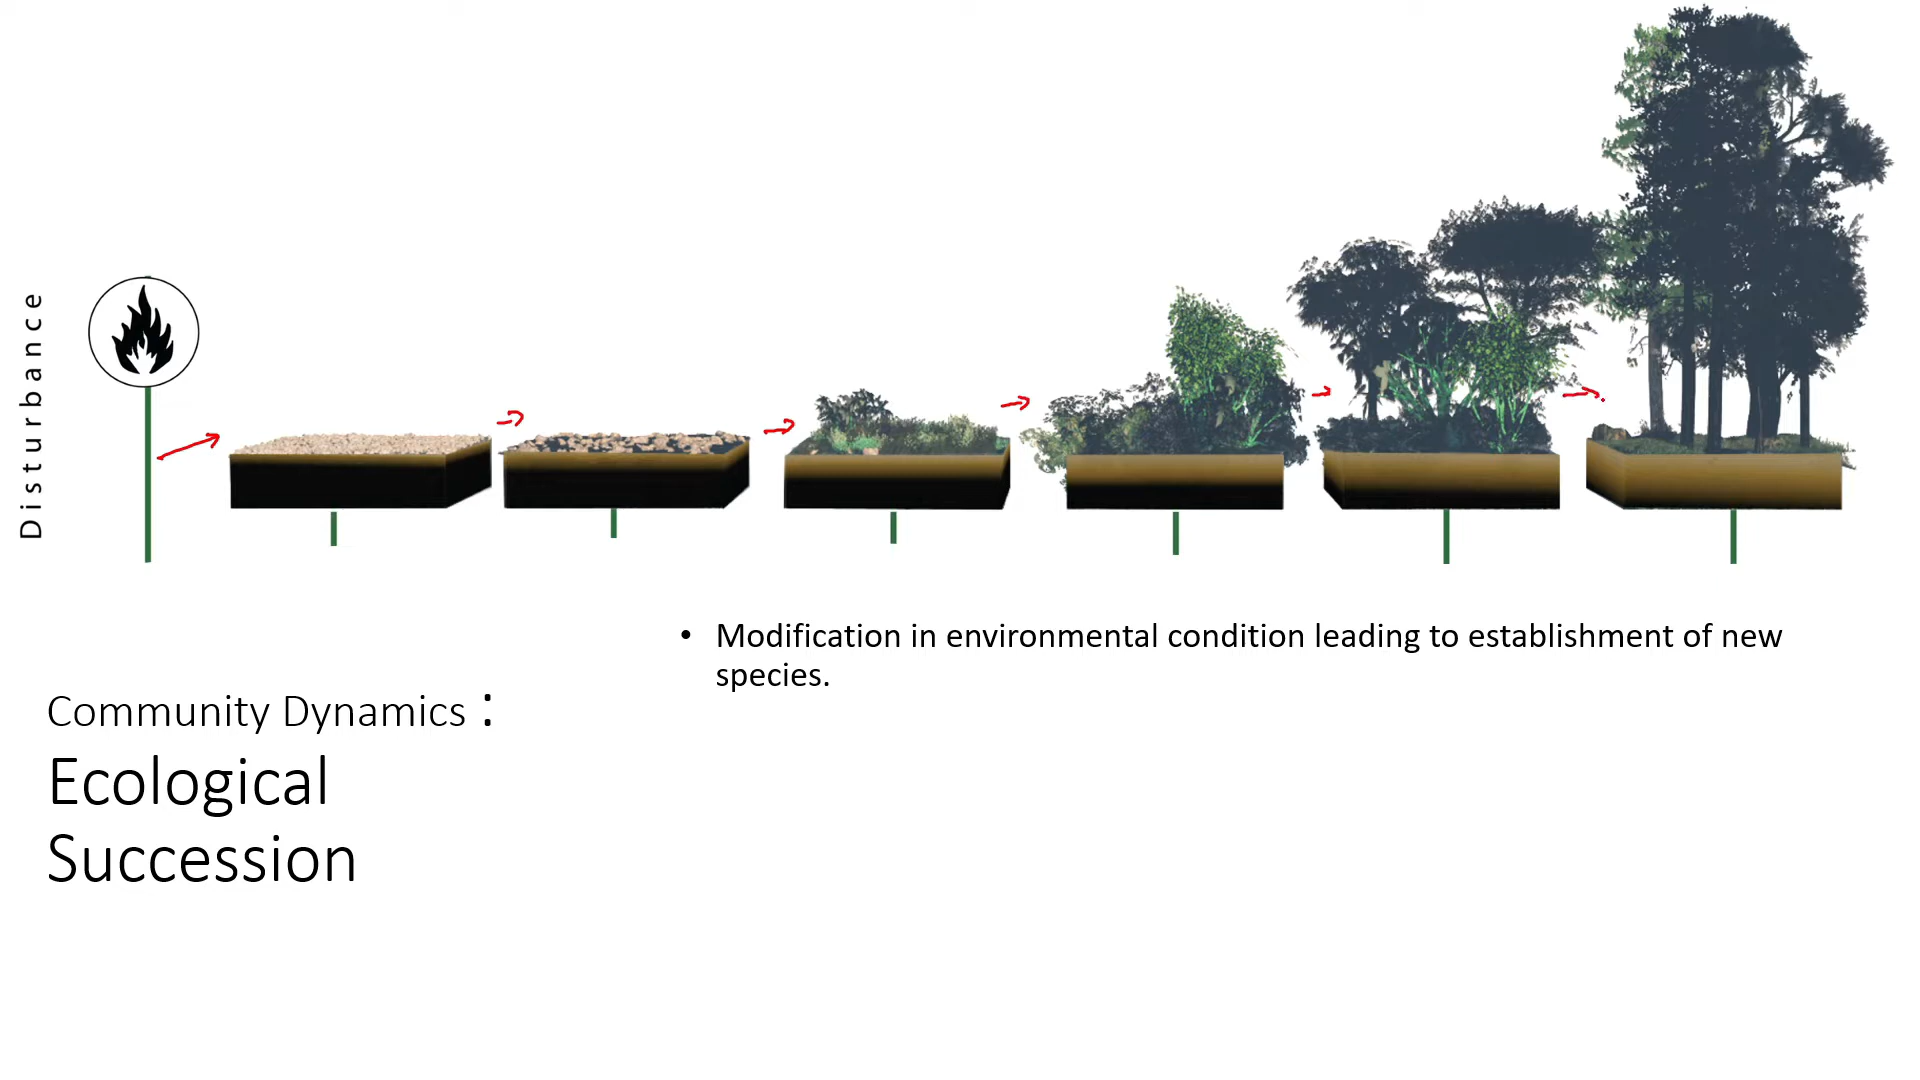 Disturbance
• Modification in environmental condition leading to establishment of new
species.
Community Dynamics :
Ecological
Succession